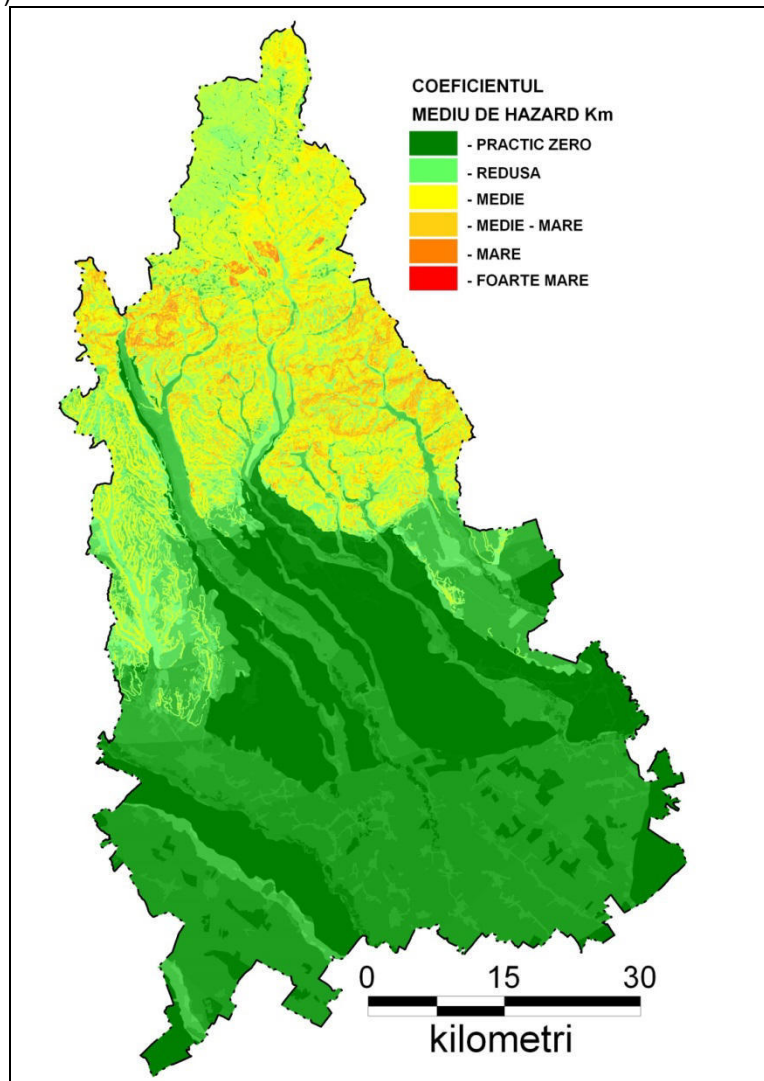 COEFICIENTUL
MEDIU DE HAZARD Km
- PRACTIC ZERO
- REDUSA
- MEDIE
- MEDIE - MARE
- MARE
- FOARTE MARE
0 15 30
kilometri